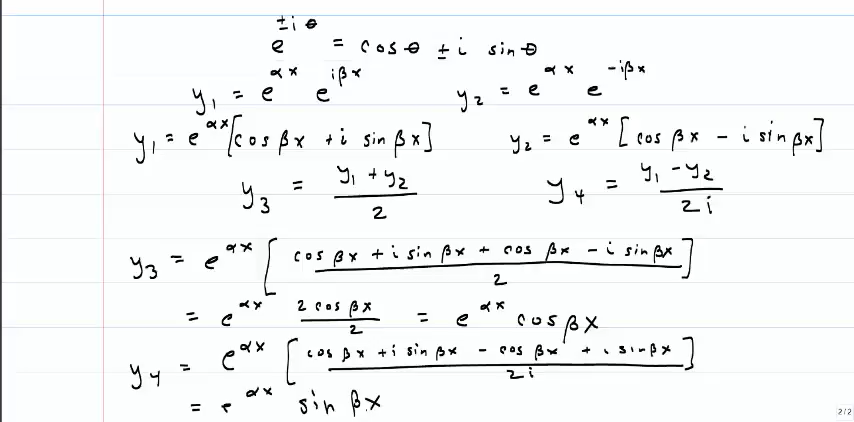 e^{±iθ} = cosθ ± i sinθ
y₁ = e^{αx} e^{iβx} y₂ = e^{αx} e^{-iβx}
y₁ = e^{αx}[cos βx + i sin βx] y₂ = e^{αx} [cos βx - i sin βx]
y₃ = (y₁ + y₂)/2 y₄ = (y₁ - y₂)/2i
y₃ = e^{αx} [(cos βx + i sin βx + cos βx - i sin βx)/2]
= e^{αx} (2 cos βx)/2 = e^{αx} cos βx
y₄ = e^{αx} [(cos βx + i sin βx - cos βx + i sin βx)/2i]
= e^{αx} sin βx
2/2